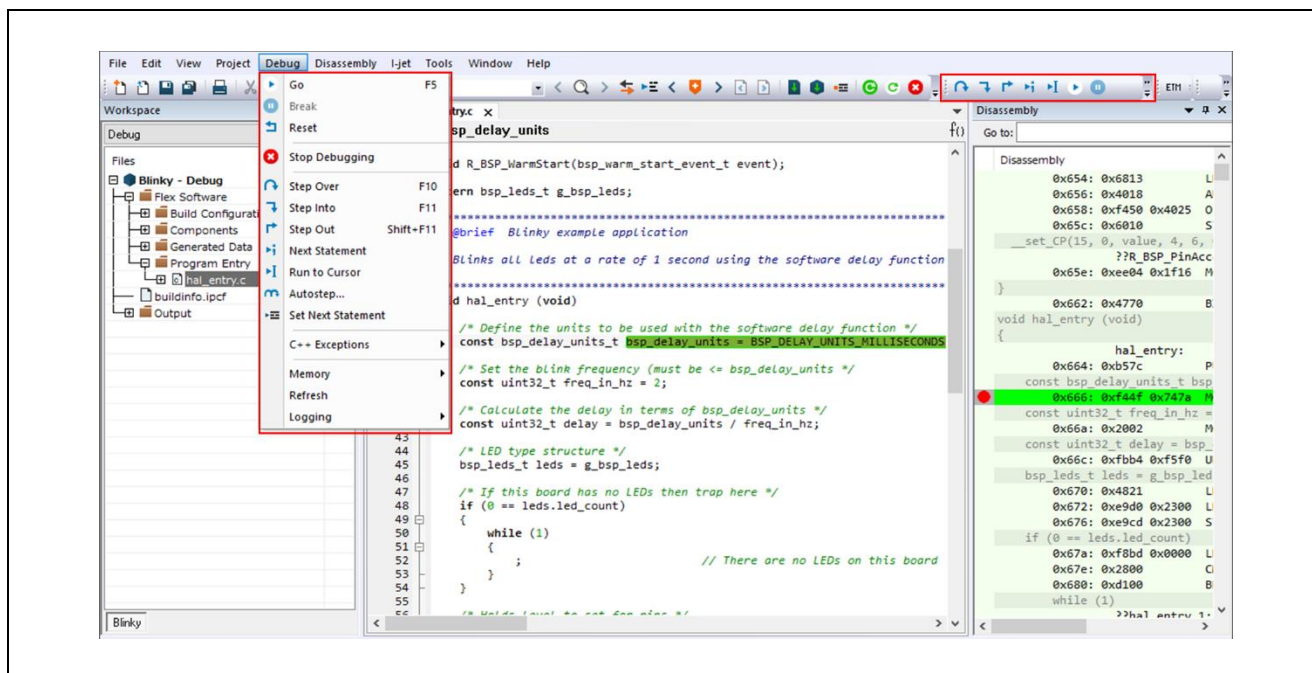 File Edit View Project Debug Disassembly I-jet Tools Window Help
ETM
Workspace
Debug
Files
Blinky - Debug
Flex Software
Build Configurati
Components
Generated Data
Program Entry
hal_entry.c
buildinfo.ipcf
Output
Blinky
Go F5
Break
Reset
Stop Debugging
Step Over F10
Step Into F11
Step Out Shift+F11
Next Statement
Run to Cursor
Autostep...
Set Next Statement
C++ Exceptions
Memory
Refresh
Logging
try.c x
sp_delay_units f()
d R_BSP_WarmStart(bsp_warm_start_event_t event);
ern bsp_leds_t g_bsp_leds;
@brief Blinky example application
Blinks all leds at a rate of 1 second using the software delay function
d hal_entry (void)
/* Define the units to be used with the software delay function */
const bsp_delay_units_t bsp_delay_units = BSP_DELAY_UNITS_MILLISECONDS
/* Set the blink frequency (must be <= bsp_delay_units */
const uint32_t freq_in_hz = 2;
/* Calculate the delay in terms of bsp_delay_units */
const uint32_t delay = bsp_delay_units / freq_in_hz;
43
44 /* LED type structure */
45 bsp_leds_t leds = g_bsp_leds;
46
47 /* If this board has no LEDs then trap here */
48 if (0 == leds.led_count)
49 {
50 while (1)
51 {
52 ; // There are no LEDs on this board
53 }
54 }
55
Disassembly
Go to:
Disassembly
0x654: 0x6813 L
0x656: 0x4018 A
0x658: 0xf450 0x4025 O
0x65c: 0x6010 S
__set_CP(15, 0, value, 4, 6,
??R_BSP_PinAcc
0x65e: 0xee04 0x1f16 M
}
0x662: 0x4770 B
void hal_entry (void)
{
hal_entry:
0x664: 0xb57c P
const bsp_delay_units_t bsp
0x666: 0xf44f 0x747a M
const uint32_t freq_in_hz =
0x66a: 0x2002 M
const uint32_t delay = bsp_
0x66c: 0xfbb4 0xf5f0 U
bsp_leds_t leds = g_bsp_led
0x670: 0x4821 L
0x672: 0xe9d0 0x2300 L
0x676: 0xe9cd 0x2300 S
if (0 == leds.led_count)
0x67a: 0xf8bd 0x0000 L
0x67e: 0x2800 C
0x680: 0xd100 B
while (1)
??hal_entry_1: